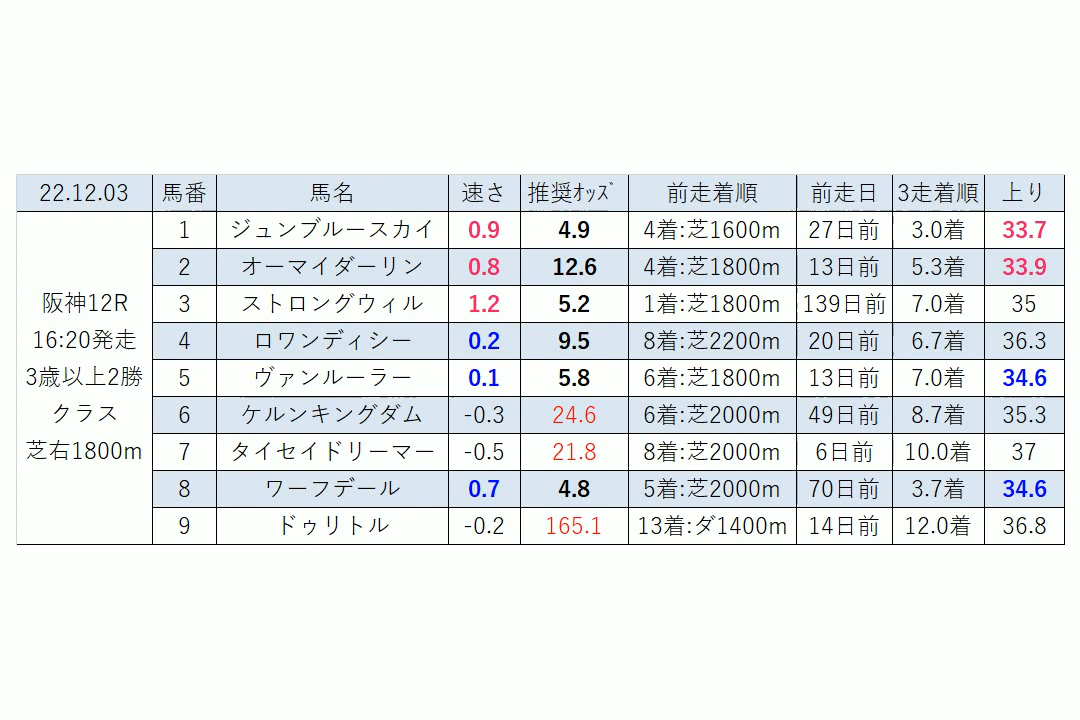 22.12.03 馬番 馬名 速さ 推奨ｵｯｽﾞ 前走着順 前走日 3走着順 上り
1 ジュンブルースカイ 0.9 4.9 4着:芝1600m 27日前 3.0着 33.7
2 オーマイダーリン 0.8 12.6 4着:芝1800m 13日前 5.3着 33.9
阪神12R 3 ストロングウィル 1.2 5.2 1着:芝1800m 139日前 7.0着 35
16:20発走 4 ロワンディシー 0.2 9.5 8着:芝2200m 20日前 6.7着 36.3
3歳以上2勝 5 ヴァンルーラー 0.1 5.8 6着:芝1800m 13日前 7.0着 34.6
クラス 6 ケルンキングダム -0.3 24.6 6着:芝2000m 49日前 8.7着 35.3
芝右1800m 7 タイセイドリーマー -0.5 21.8 8着:芝2000m 6日前 10.0着 37
8 ワーフデール 0.7 4.8 5着:芝2000m 70日前 3.7着 34.6
9 ドゥリトル -0.2 165.1 13着:ダ1400m 14日前 12.0着 36.8